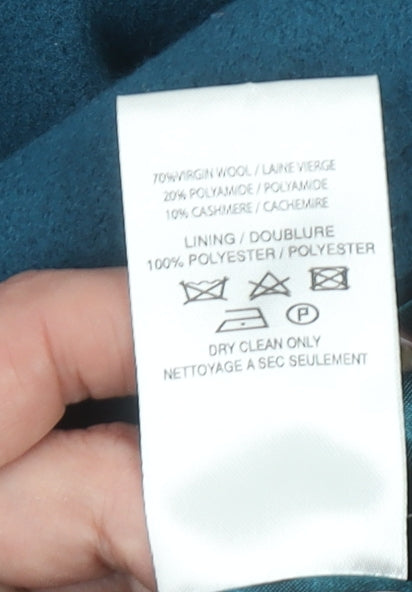 70%VIRGIN WOOL / LAINE VIERGE
20% POLYAMIDE / POLYAMIDE
10% CASHMERE / CACHEMIRE
LINING / DOUBLURE
100% POLYESTER / POLYESTER
P
DRY CLEAN ONLY
NETTOYAGE A SEC SEULEMENT